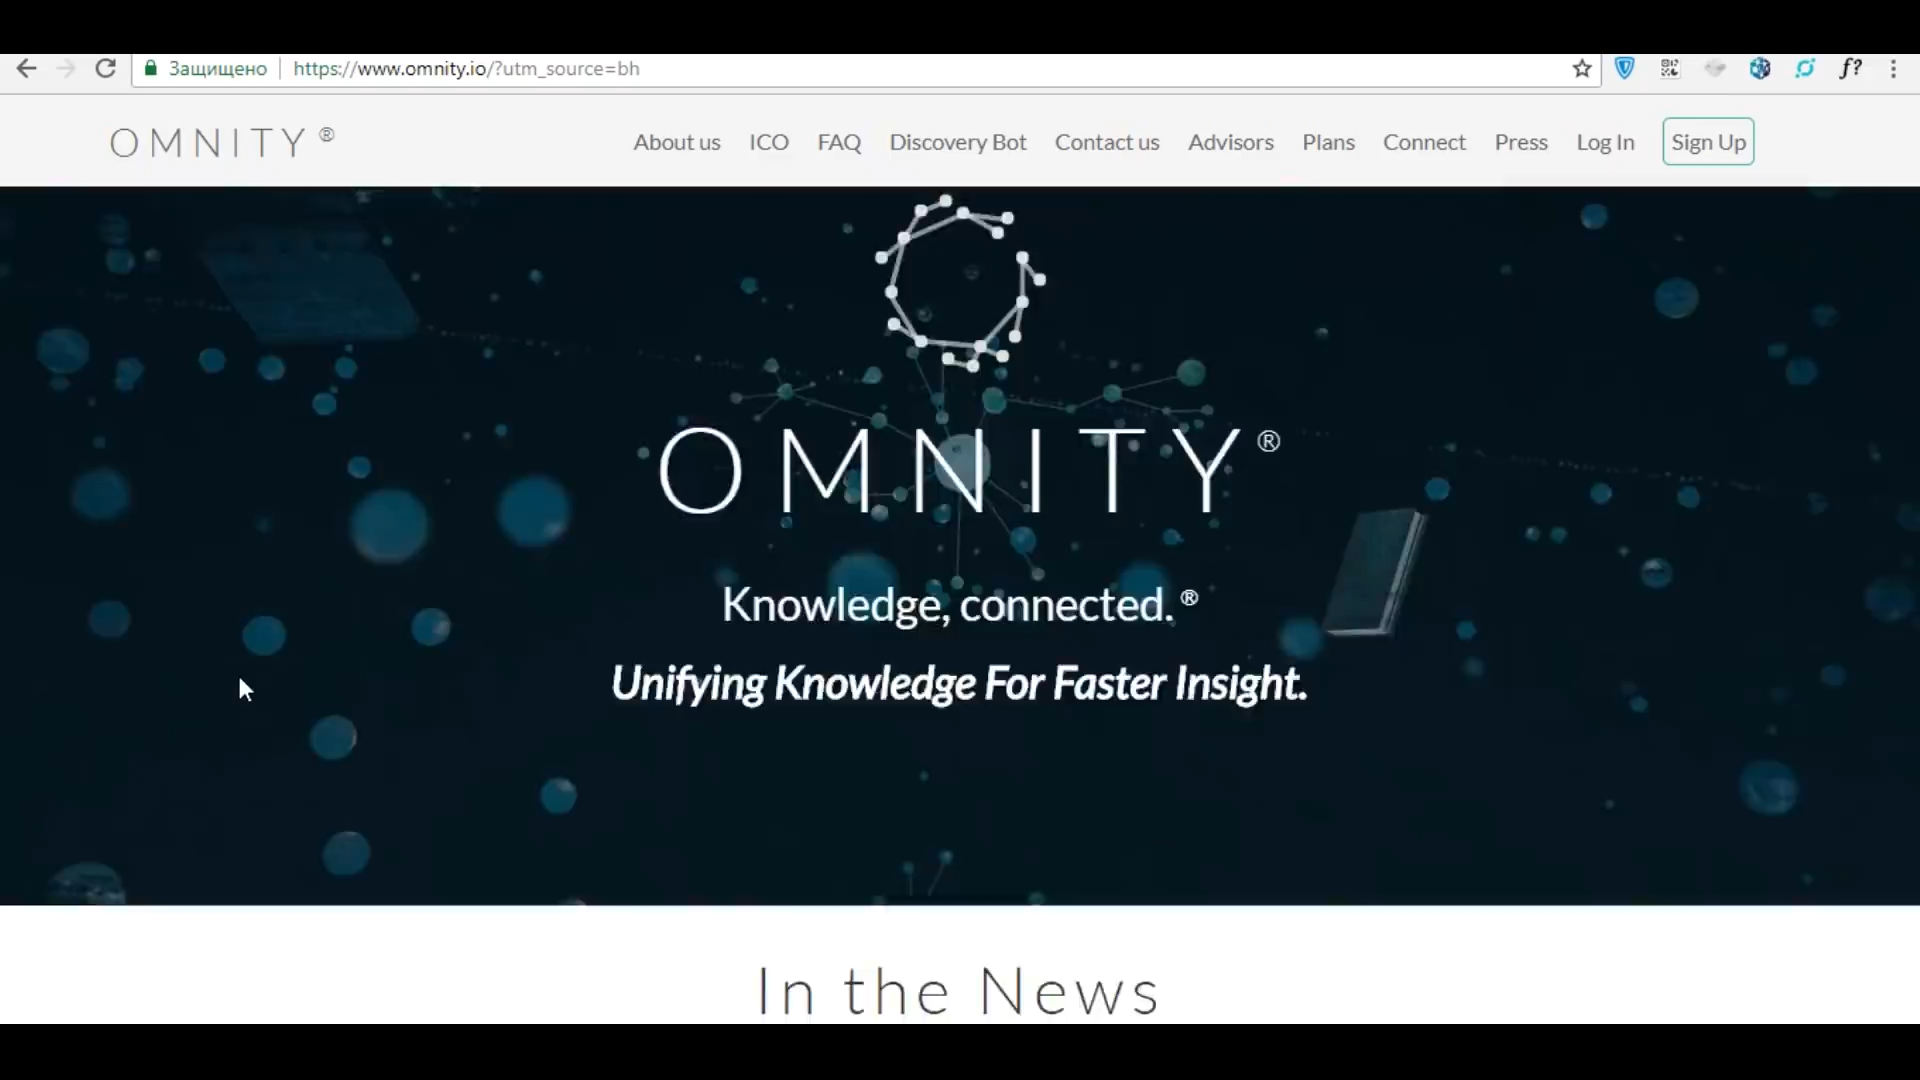 Защищено https://www.omnity.io/?utm_source=bh f?
OMNITY ® About us ICO FAQ Discovery Bot Contact us Advisors Plans Connect Press Log In Sign Up
OMNITY®
Knowledge, connected.®
Unifying Knowledge For Faster Insight.
In the News